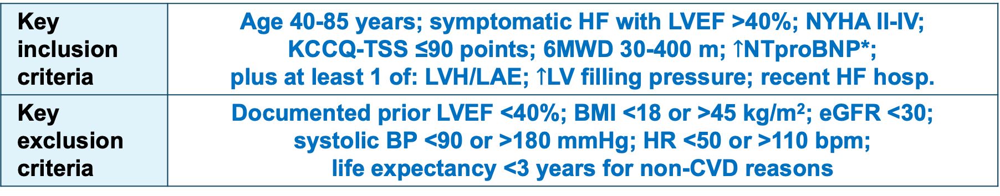 Key
inclusion
criteria
Age 40-85 years; symptomatic HF with LVEF >40%; NYHA II-IV;
KCCQ-TSS ≤90 points; 6MWD 30-400 m; ↑NTproBNP*;
plus at least 1 of: LVH/LAE; ↑LV filling pressure; recent HF hosp.
Key
exclusion
criteria
Documented prior LVEF <40%; BMI <18 or >45 kg/m²; eGFR <30;
systolic BP <90 or >180 mmHg; HR <50 or >110 bpm;
life expectancy <3 years for non-CVD reasons